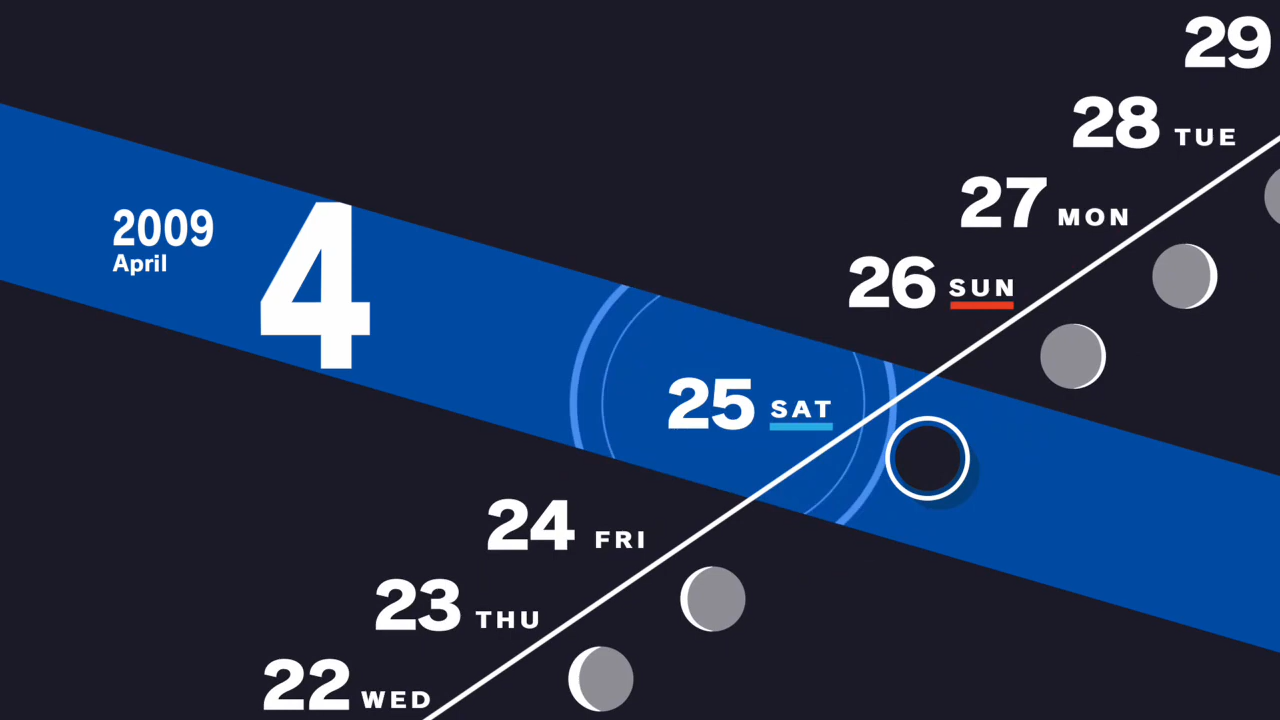 29
28 TUE
27 MON
26 SUN
2009
April
4
25 SAT
24 FRI
23 THU
22 WED